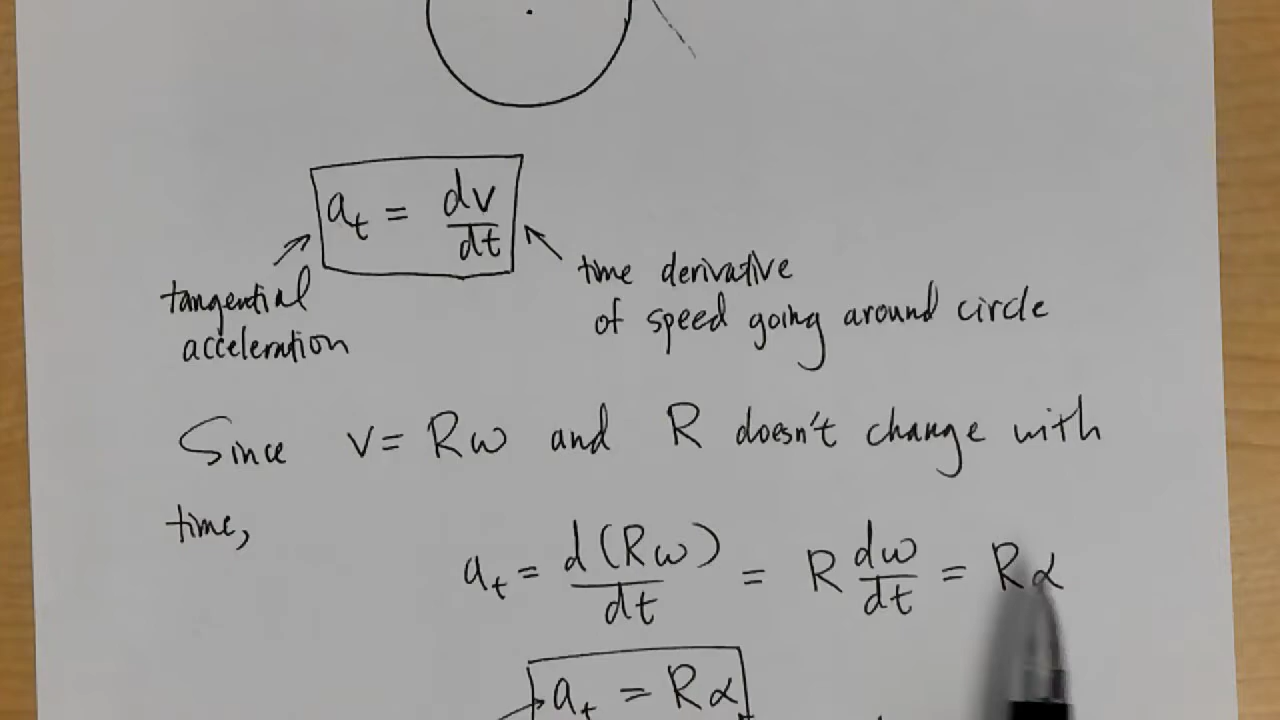 a_t = dv/dt
tangential
acceleration
time derivative
of speed going around circle
Since v = Rω and R doesn't change with
time,
a_t = d(Rω)/dt = R dω/dt = Rα
a_t = Rα